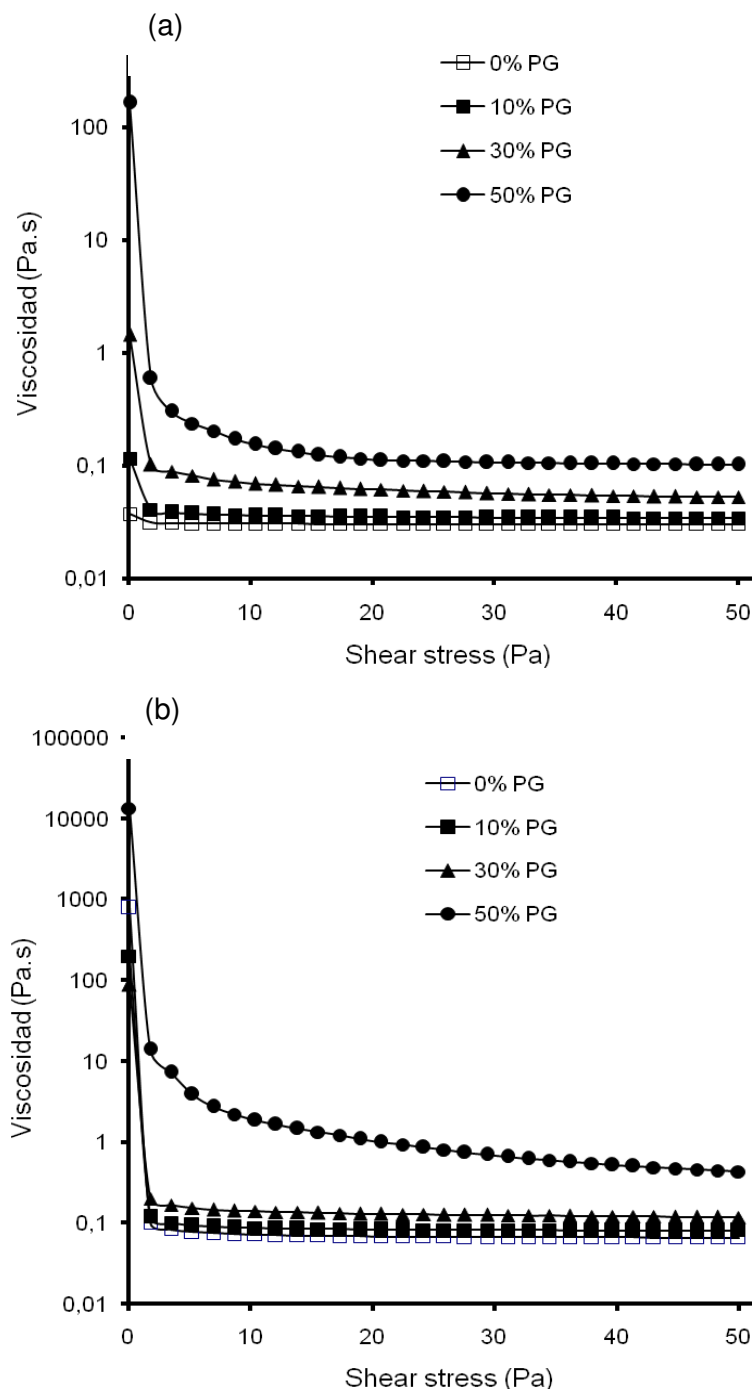 (a)
0% PG
10% PG
30% PG
50% PG
100
10
1
0,1
0,01
Viscosidad (Pa.s)
0 10 20 30 40 50
Shear stress (Pa)
(b)
0% PG
10% PG
30% PG
50% PG
100000
10000
1000
100
10
1
0,1
0,01
Viscosidad (Pa.s)
0 10 20 30 40 50
Shear stress (Pa)